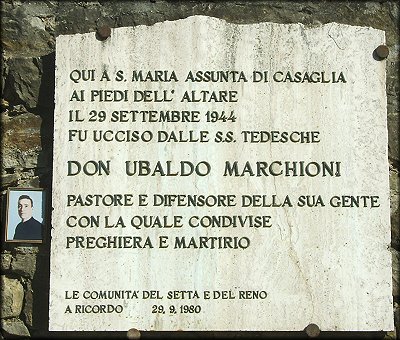 QUI A S. MARIA ASSUNTA DI CASAGLIA
AI PIEDI DELL' ALTARE
IL 29 SETTEMBRE 1944
FU UCCISO DALLE S.S. TEDESCHE
DON UBALDO MARCHIONI
PASTORE E DIFENSORE DELLA SUA GENTE
CON LA QUALE CONDIVISE
PREGHIERA E MARTIRIO
LE COMUNITA' DEL SETTA E DEL RENO
A RICORDO 29. 9. 1980